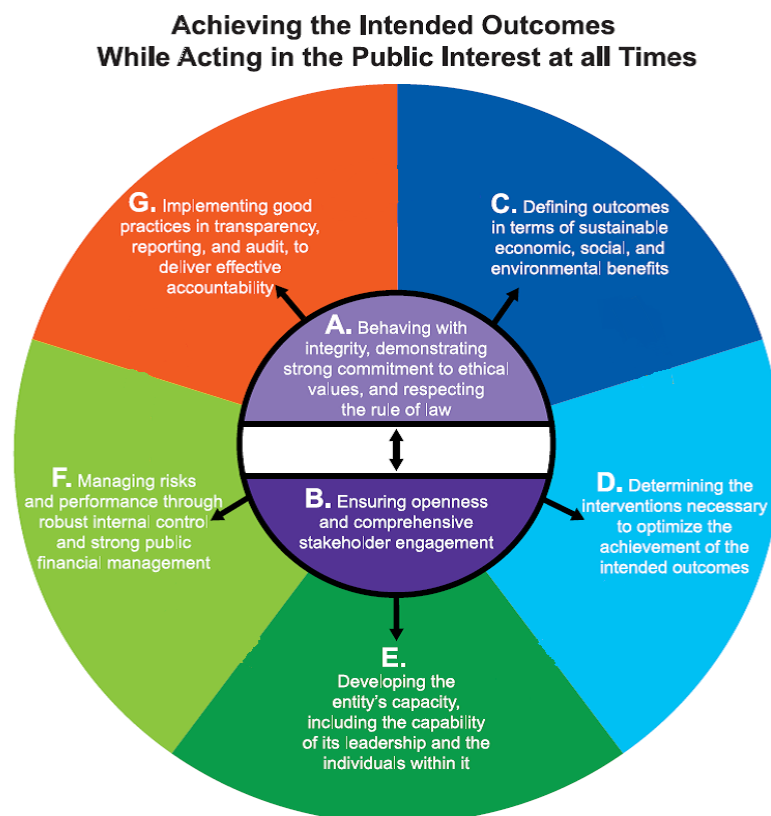 Achieving the Intended Outcomes
While Acting in the Public Interest at all Times
G. Implementing good
practices in transparency,
reporting, and audit, to
deliver effective
accountability
C. Defining outcomes
in terms of sustainable
economic, social, and
environmental benefits
A. Behaving with
integrity, demonstrating
strong commitment to ethical
values, and respecting
the rule of law
B. Ensuring openness
and comprehensive
stakeholder engagement
F. Managing risks
and performance through
robust internal control
and strong public
financial management
D. Determining the
interventions necessary
to optimize the
achievement of the
intended outcomes
E.
Developing the
entity's capacity,
including the capability
of its leadership and the
individuals within it